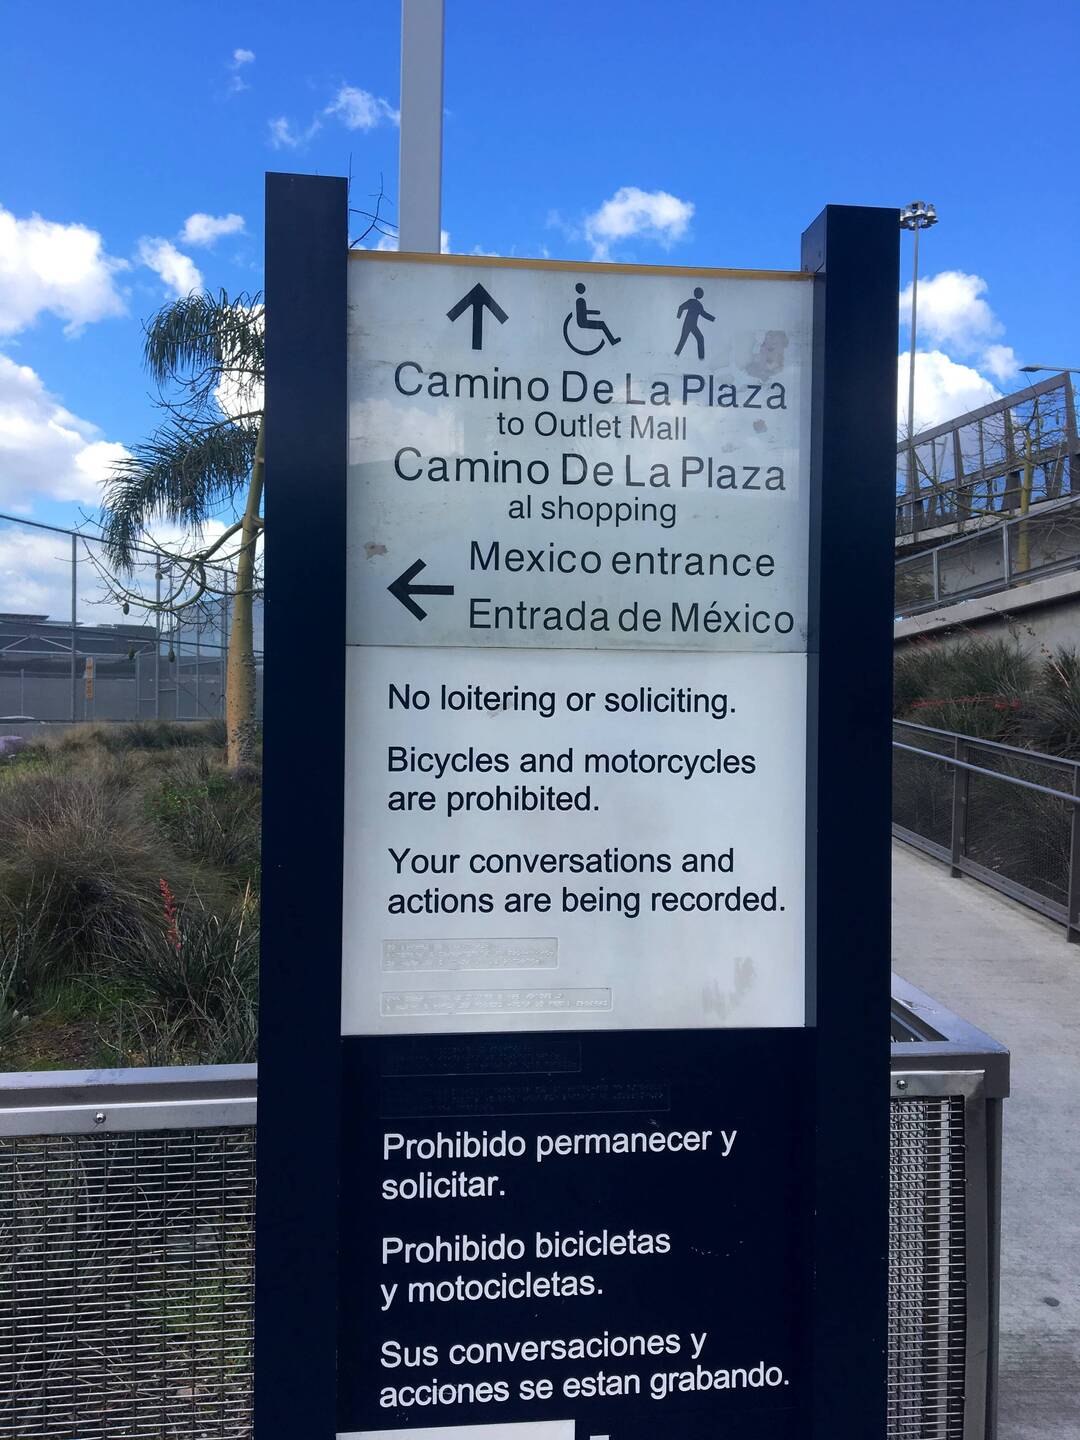 Camino De La Plaza
to Outlet Mall
Camino De La Plaza
al shopping
Mexico entrance
Entrada de México
No loitering or soliciting.
Bicycles and motorcycles
are prohibited.
Your conversations and
actions are being recorded.
Prohibido permanecer y
solicitar.
Prohibido bicicletas
y motocicletas.
Sus conversaciones y
acciones se estan grabando.